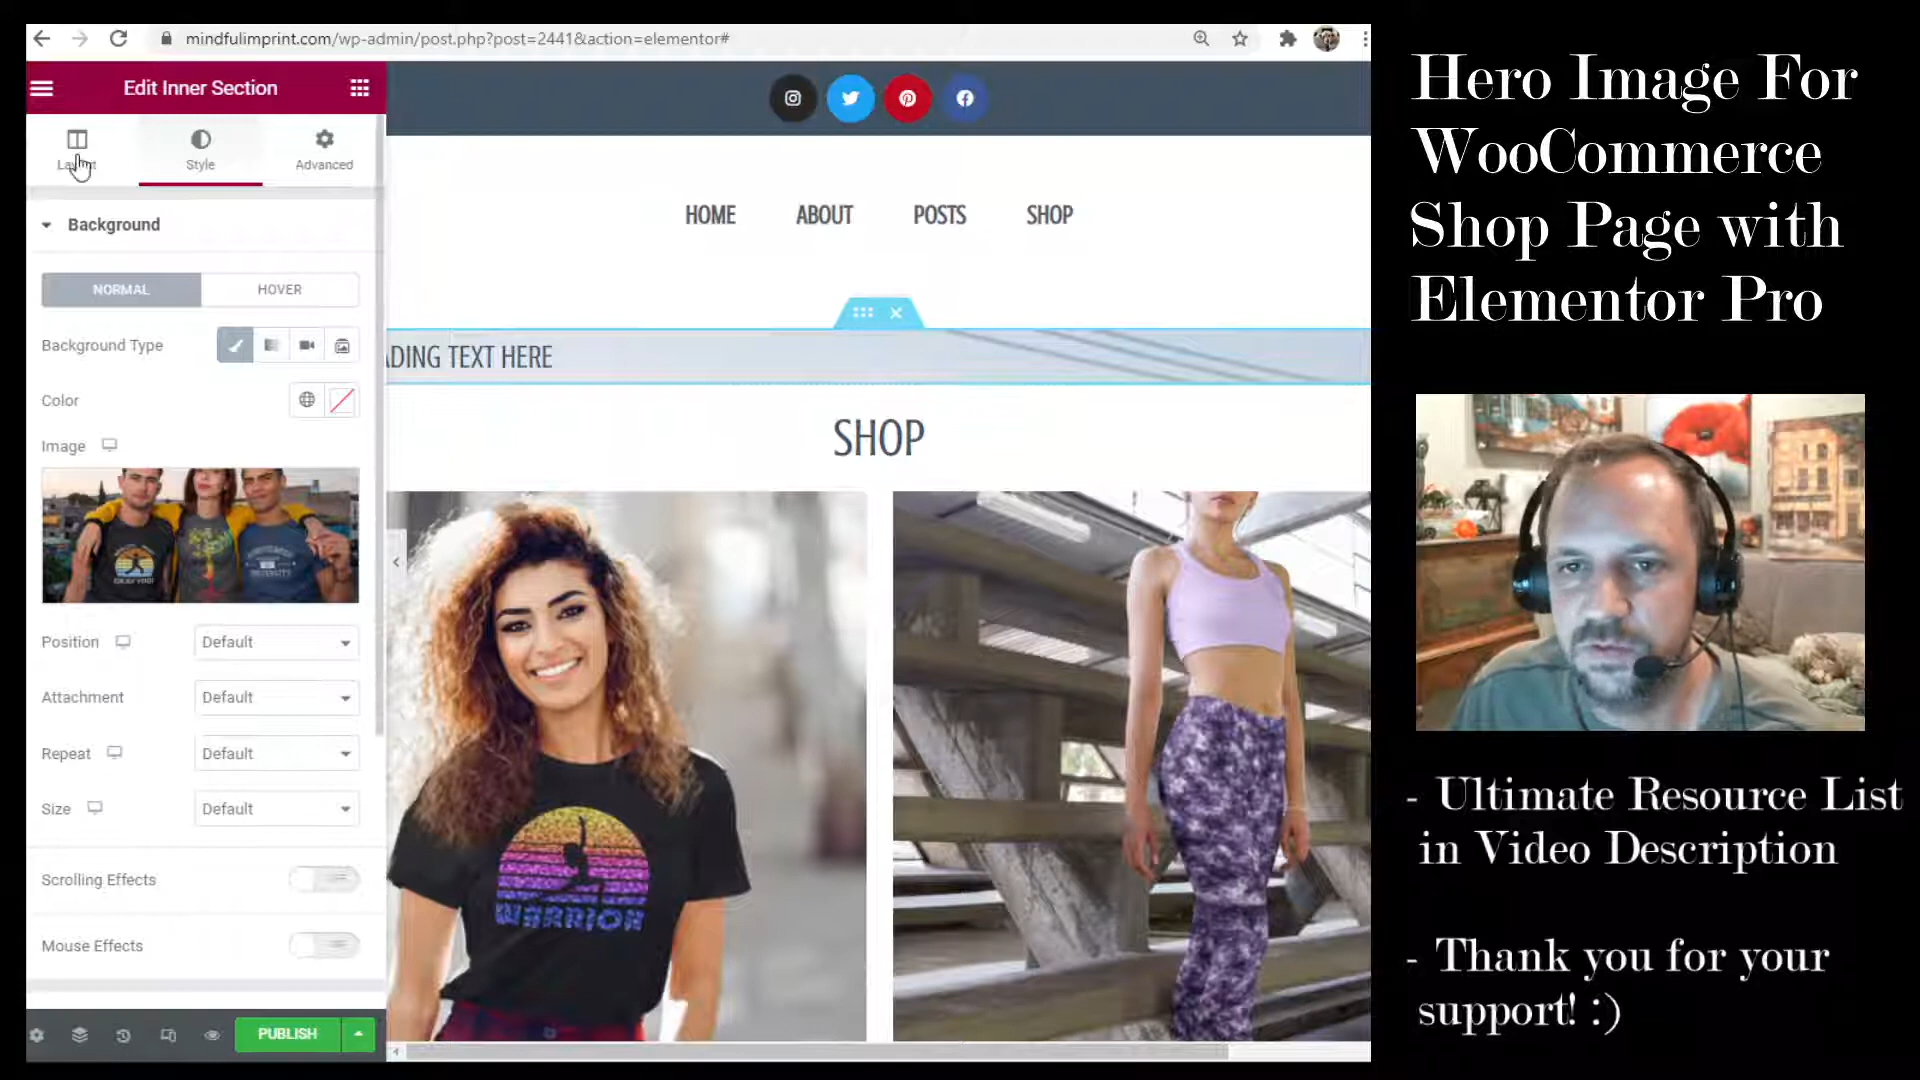 mindfulimprint.com/wp-admin/post.php?post=2441&action=elementor#
Edit Inner Section
Layout
Style
Advanced
Background
NORMAL
HOVER
Background Type
Color
Image
Position
Default
Attachment
Default
Repeat
Default
Size
Default
Scrolling Effects
Mouse Effects
PUBLISH
HOME
ABOUT
POSTS
SHOP
ADING TEXT HERE
SHOP
WARRIOR
Hero Image For
WooCommerce
Shop Page with
Elementor Pro
- Ultimate Resource List
in Video Description
- Thank you for your
support! :)